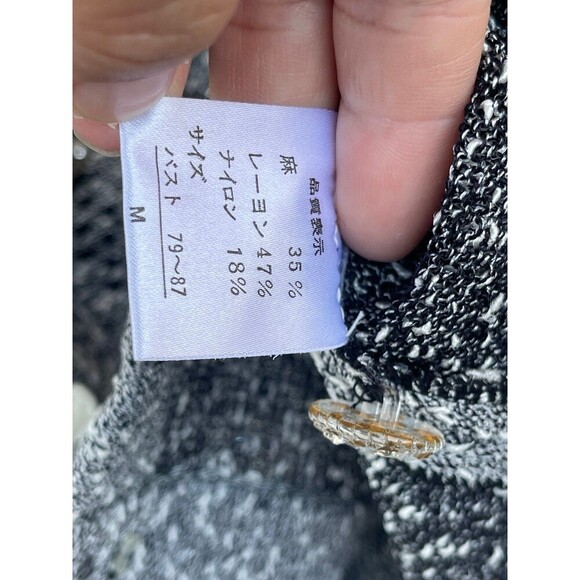 品質表示
麻 35%
レーヨン 47%
ナイロン 18%
サイズ
バスト 79~87
M